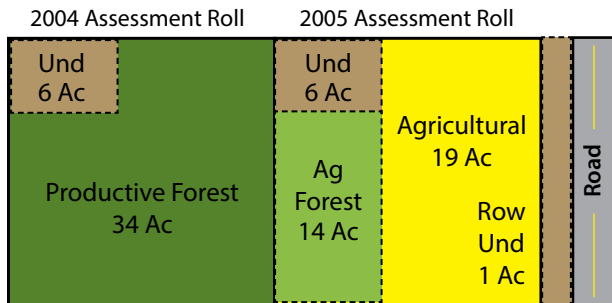 2004 Assessment Roll
2005 Assessment Roll
Und
6 Ac
Productive Forest
34 Ac
Und
6 Ac
Ag
Forest
14 Ac
Agricultural
19 Ac
Row
Und
1 Ac
Road